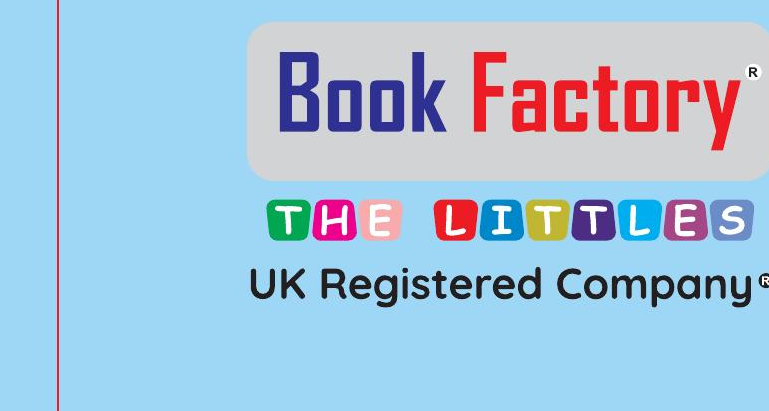 Book Factory®
THE LITTLES
UK Registered Company®